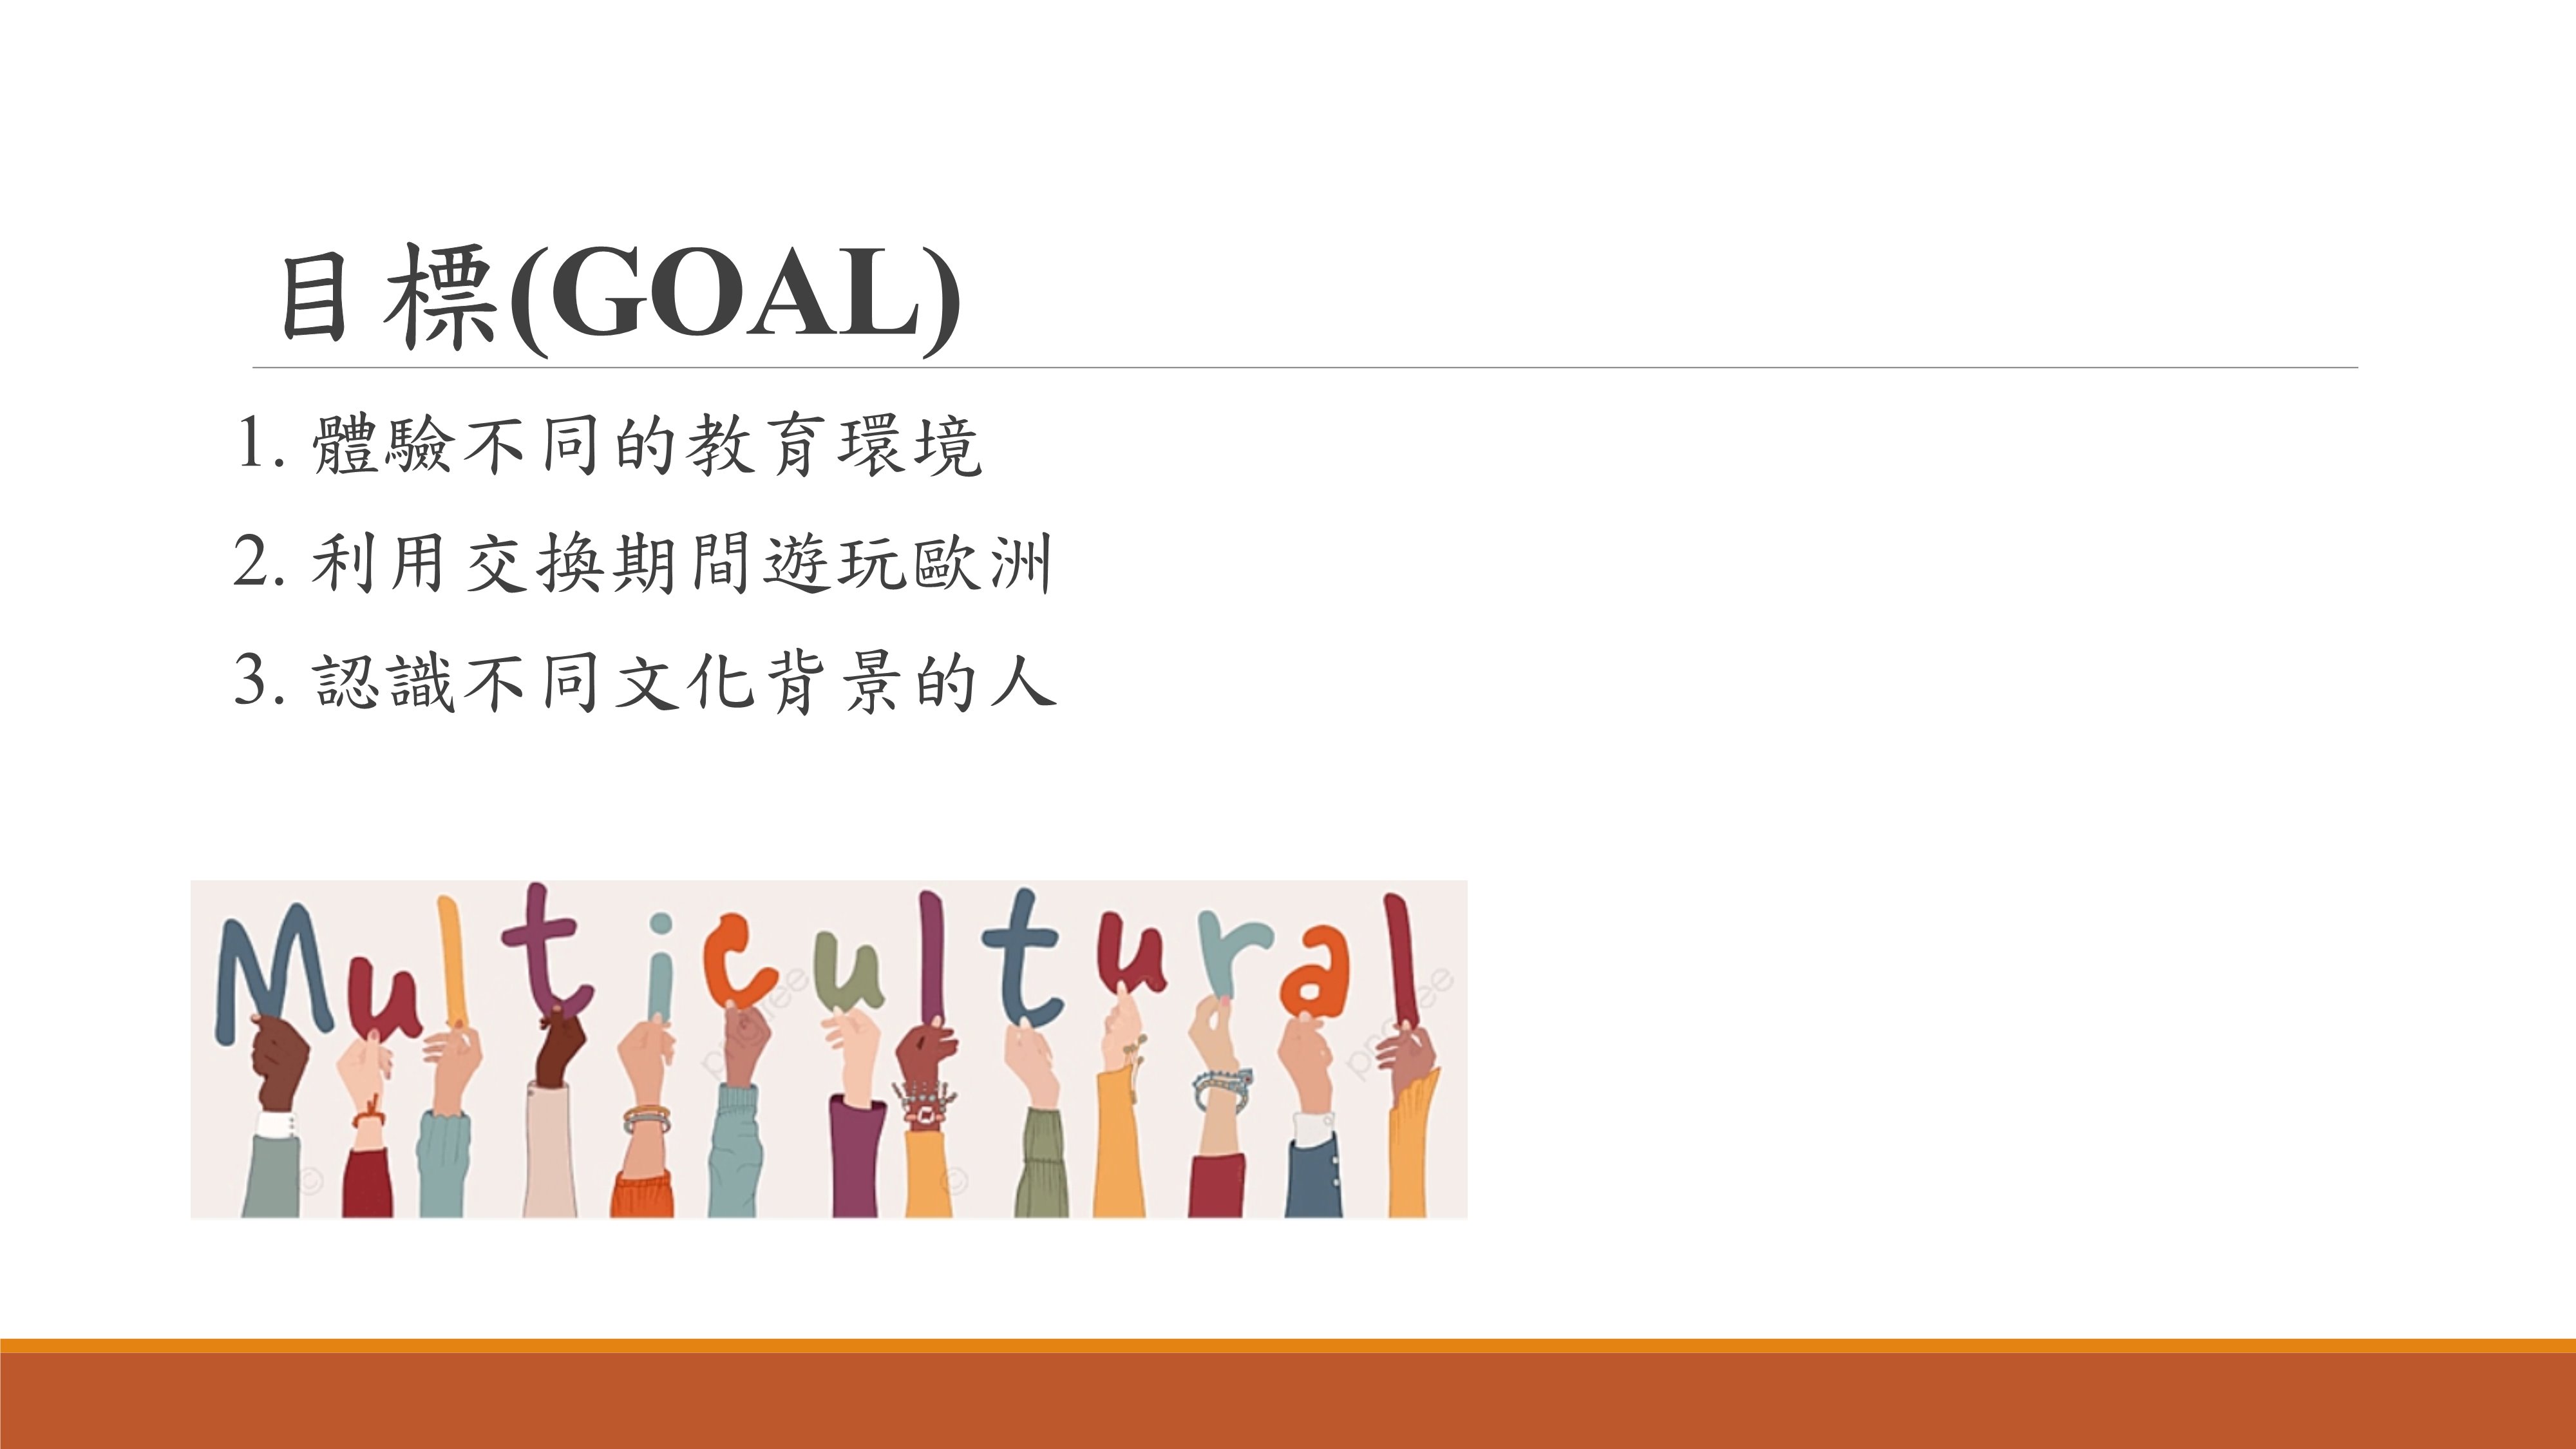 目標(GOAL)
1. 體驗不同的教育環境
2. 利用交換期間遊玩歐洲
3. 認識不同文化背景的人
Multicultural